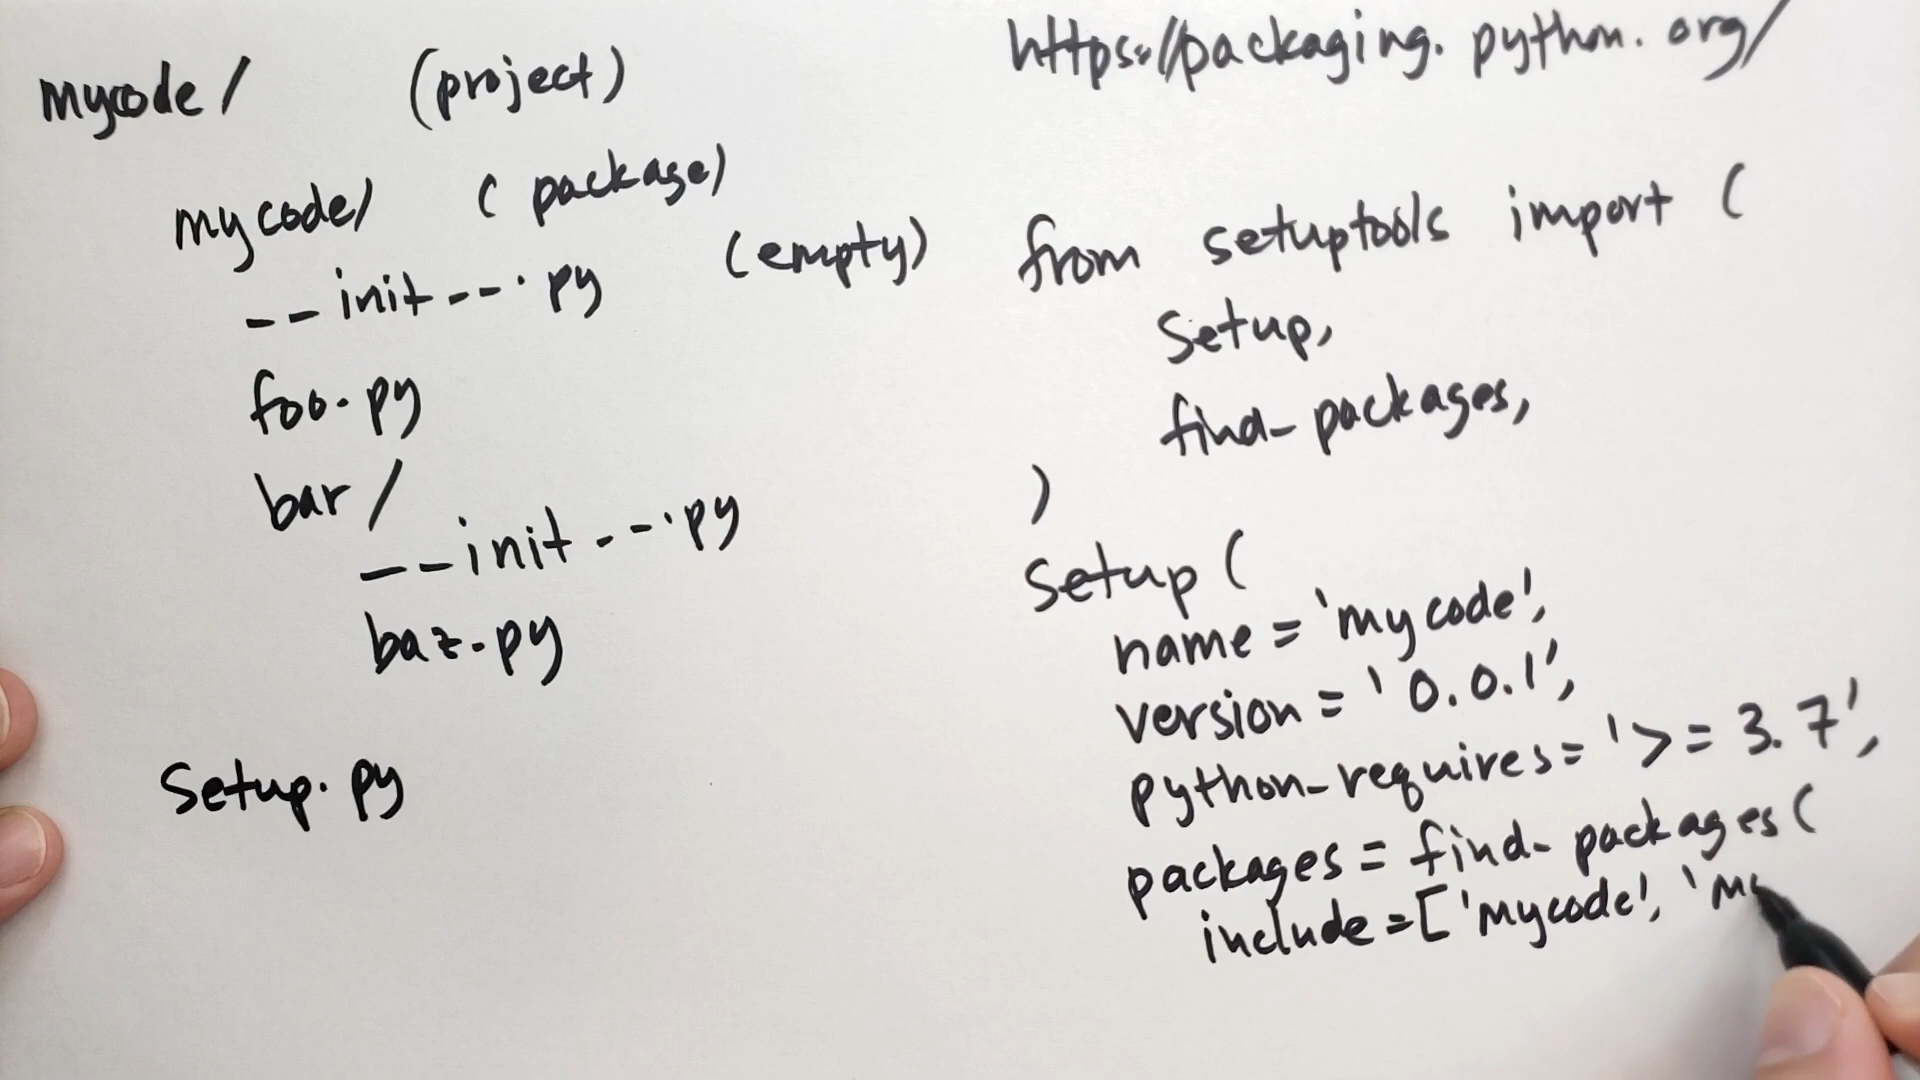 mycode/ (project)
mycode/ (package)
__init__.py (empty)
foo.py
bar/
__init__.py
baz.py
Setup.py
https://packaging.python.org/
from setuptools import (
Setup,
find_packages,
)
Setup(
name = 'mycode',
version = '0.0.1',
python_requires = '>= 3.7',
packages = find_packages(
include = ['mycode', 'my